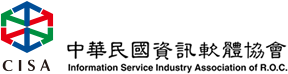 中華民國資訊軟體協會
CISA
Information Service Industry Association of R.O.C.